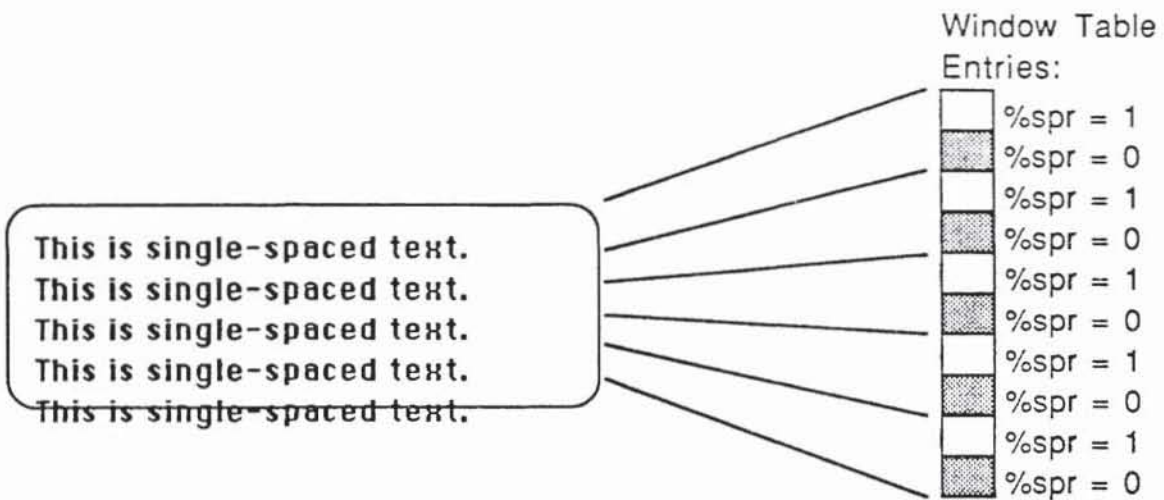 Window Table
Entries:
%spr = 1
%spr = 0
%spr = 1
%spr = 0
%spr = 1
%spr = 0
%spr = 1
%spr = 0
%spr = 1
%spr = 0
This is single-spaced text.
This is single-spaced text.
This is single-spaced text.
This is single-spaced text.
This is single-spaced text.